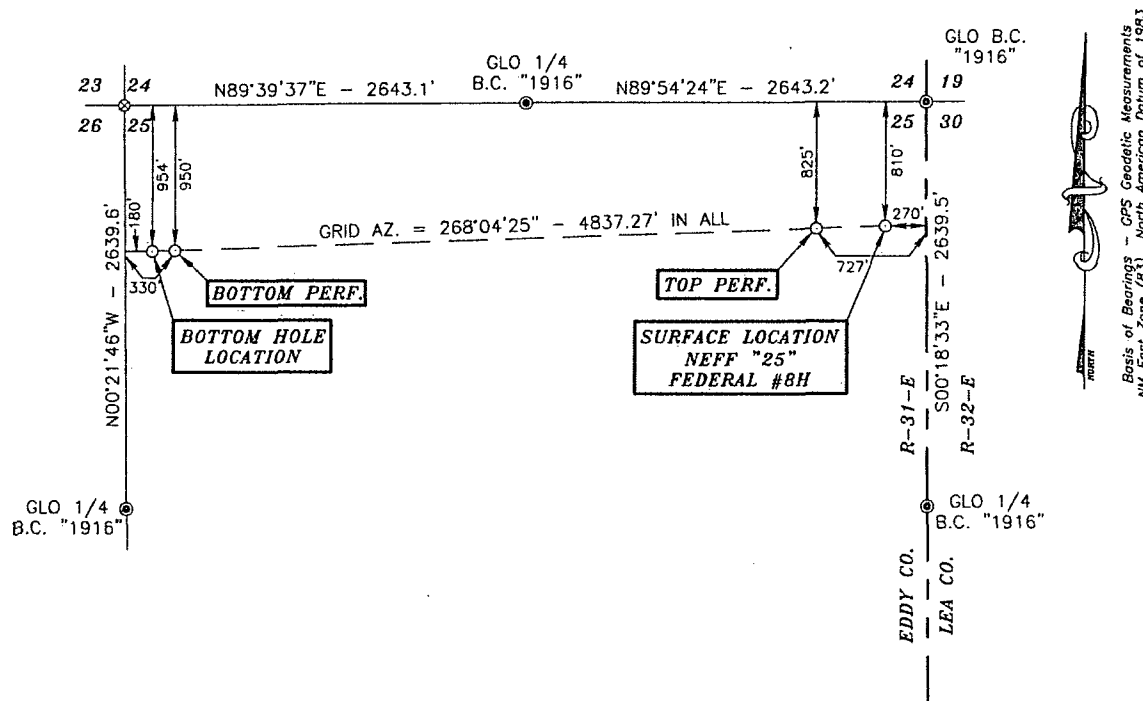 GLO B.C.
"1916"
GLO 1/4
B.C. "1916"
23 24
26 25
N89°39'37"E - 2643.1'
N89°54'24"E - 2643.2'
24 19
25 30
954'
950'
825'
810'
180'
330'
270'
727'
GRID AZ. = 268°04'25" - 4837.27' IN ALL
BOTTOM PERF.
TOP PERF.
BOTTOM HOLE
LOCATION
SURFACE LOCATION
NEFF "25"
FEDERAL #8H
N00°21'46"W - 2639.6'
S00°18'33"E - 2639.5'
R-31-E
R-32-E
GLO 1/4
B.C. "1916"
GLO 1/4
B.C. "1916"
EDDY CO.
LEA CO.
NORTH
Basis of Bearings - GPS Geodetic Measurements
NM East Zone (83) North American Datum of 1983